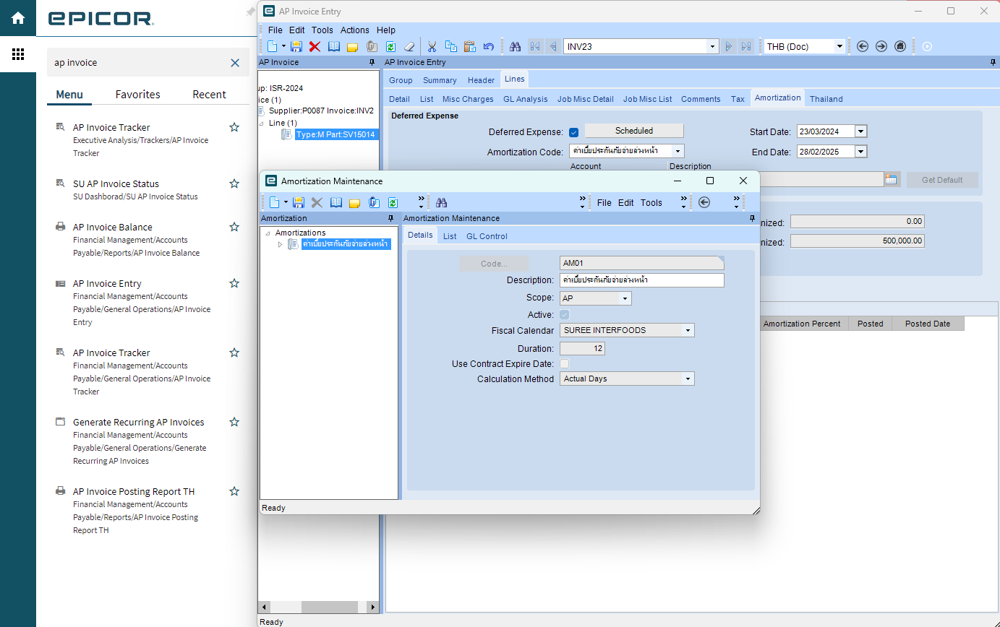 EPICOR
ap invoice
Menu Favorites Recent
AP Invoice Tracker
Executive Analysis/Trackers/AP Invoice
Tracker
SU AP Invoice Status
SU Dashborad/SU AP Invoice Status
AP Invoice Balance
Financial Management/Accounts
Payable/Reports/AP Invoice Balance
AP Invoice Entry
Financial Management/Accounts
Payable/General Operations/AP Invoice
Entry
AP Invoice Tracker
Financial Management/Accounts
Payable/General Operations/AP Invoice
Tracker
Generate Recurring AP Invoices
Financial Management/Accounts
Payable/General Operations/Generate
Recurring AP Invoices
AP Invoice Posting Report TH
Financial Management/Accounts
Payable/Reports/AP Invoice Posting
Report TH
AP Invoice Entry
File Edit Tools Actions Help
INV23 THB (Doc)
AP Invoice
up: ISR-2024
ice (1)
Supplier:P0087 Invoice:INV2
Line (1)
Type:M Part:SV15014
AP Invoice Entry
Group Summary Header Lines
Detail List Misc Charges GL Analysis Job Misc Detail Job Misc List Comments Tax Amortization Thailand
Deferred Expense
Deferred Expense: Scheduled Start Date: 23/03/2024
Amortization Code: ค่าเบี้ยประกันภัยจ่ายล่วงหน้า End Date: 28/02/2025
Account Description
Get Default
nized: 0.00
nized: 500,000.00
Amortization Percent Posted Posted Date
Amortization Maintenance
File Edit Tools
Amortization
Amortizations
ค่าเบี้ยประกันภัยจ่ายล่วงหน้า
Amortization Maintenance
Details List GL Control
Code... AM01
Description: ค่าเบี้ยประกันภัยจ่ายล่วงหน้า
Scope: AP
Active:
Fiscal Calendar SUREE INTERFOODS
Duration: 12
Use Contract Expire Date:
Calculation Method Actual Days
Ready
Ready